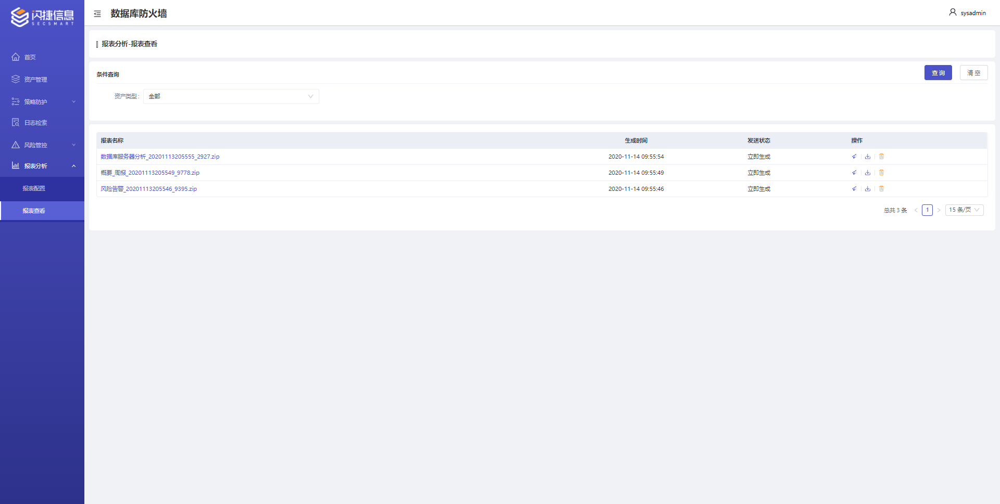 闪捷信息
SECSMART
数据库防火墙
sysadmin
首页
资产管理
策略防护
日志检索
风险管控
报表分析
报表配置
报表查看
报表分析-报表查看
条件查询
查 询
清 空
资产类型:
全部
报表名称 生成时间 发送状态 操作
数据库服务器分析_20201113205555_2927.zip 2020-11-14 09:55:54 立即生成
概要_周报_20201113205549_9778.zip 2020-11-14 09:55:49 立即生成
风险告警_20201113205546_9395.zip 2020-11-14 09:55:46 立即生成
总共 3 条 < 1 > 15 条/页